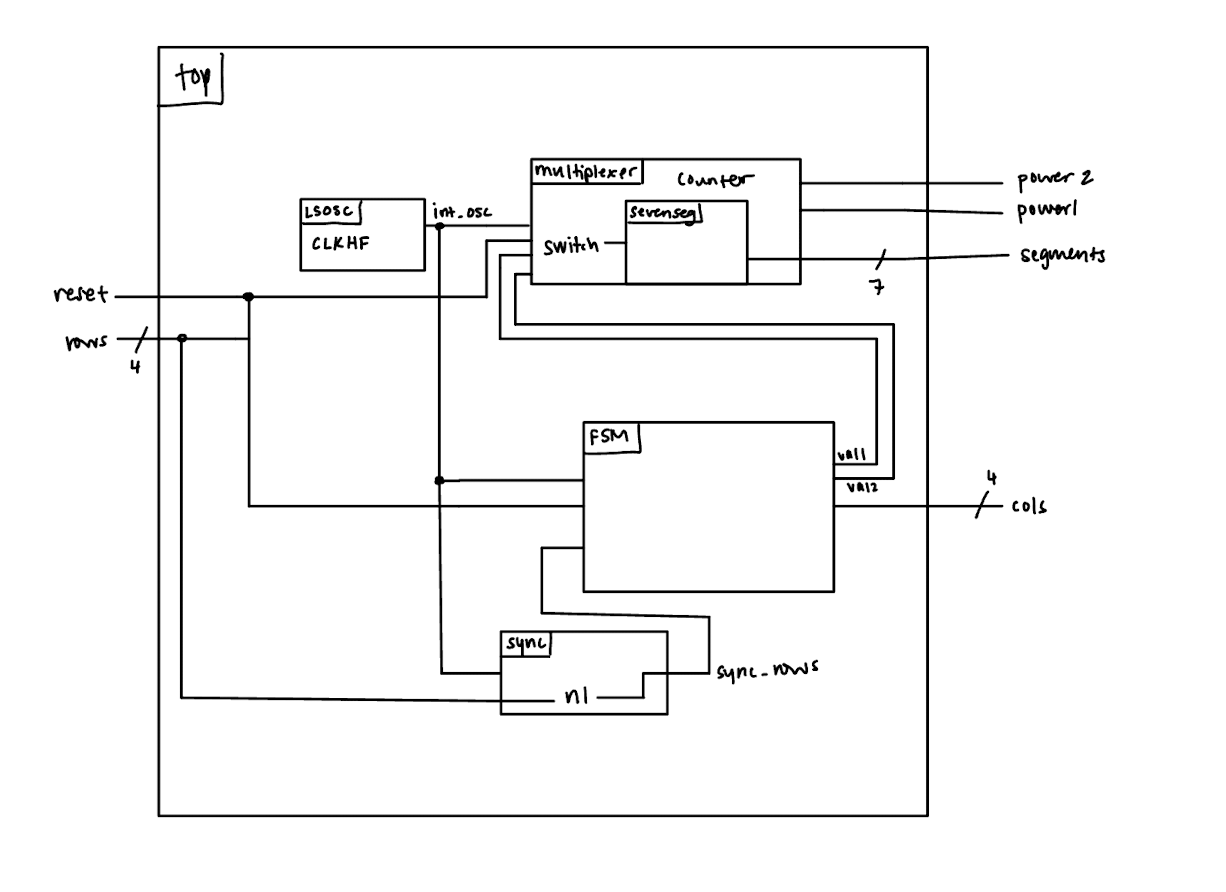 top
multiplexer
counter
power 2
LSOSC
int_osc
sevenseg
power1
CLKHF
switch
segments
7
reset
rows
4
FSM
val1
val2
4
cols
sync
sync_rows
n1